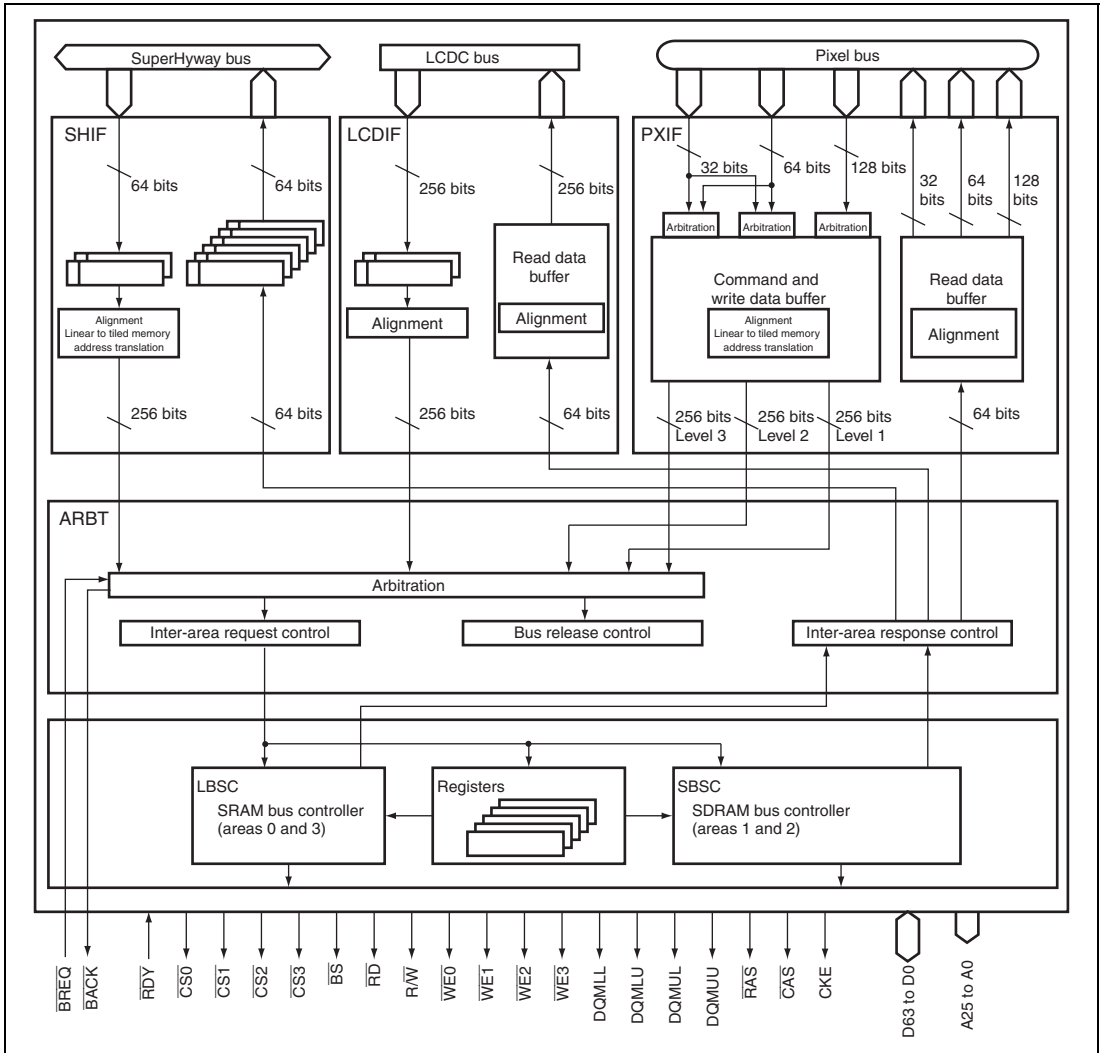 SuperHyway bus
LCDC bus
Pixel bus
SHIF
LCDIF
PXIF
64 bits
64 bits
256 bits
256 bits
32 bits
64 bits
128 bits
32
bits
64
bits
128
bits
Arbitration
Arbitration
Arbitration
Read data
buffer
Alignment
Command and
write data buffer
Alignment
Linear to tiled memory
address translation
Read data
buffer
Alignment
Alignment
Linear to tiled memory
address translation
Alignment
256 bits
64 bits
256 bits
64 bits
256 bits
Level 3
256 bits
Level 2
256 bits
Level 1
64 bits
ARBT
Arbitration
Inter-area request control
Bus release control
Inter-area response control
LBSC
SRAM bus controller
(areas 0 and 3)
Registers
SBSC
SDRAM bus controller
(areas 1 and 2)
BREQ
BACK
RDY
CS0
CS1
CS2
CS3
BS
RD
R/W
WE0
WE1
WE2
WE3
DQMLL
DQMLU
DQMUL
DQMUU
RAS
CAS
CKE
D63 to D0
A25 to A0